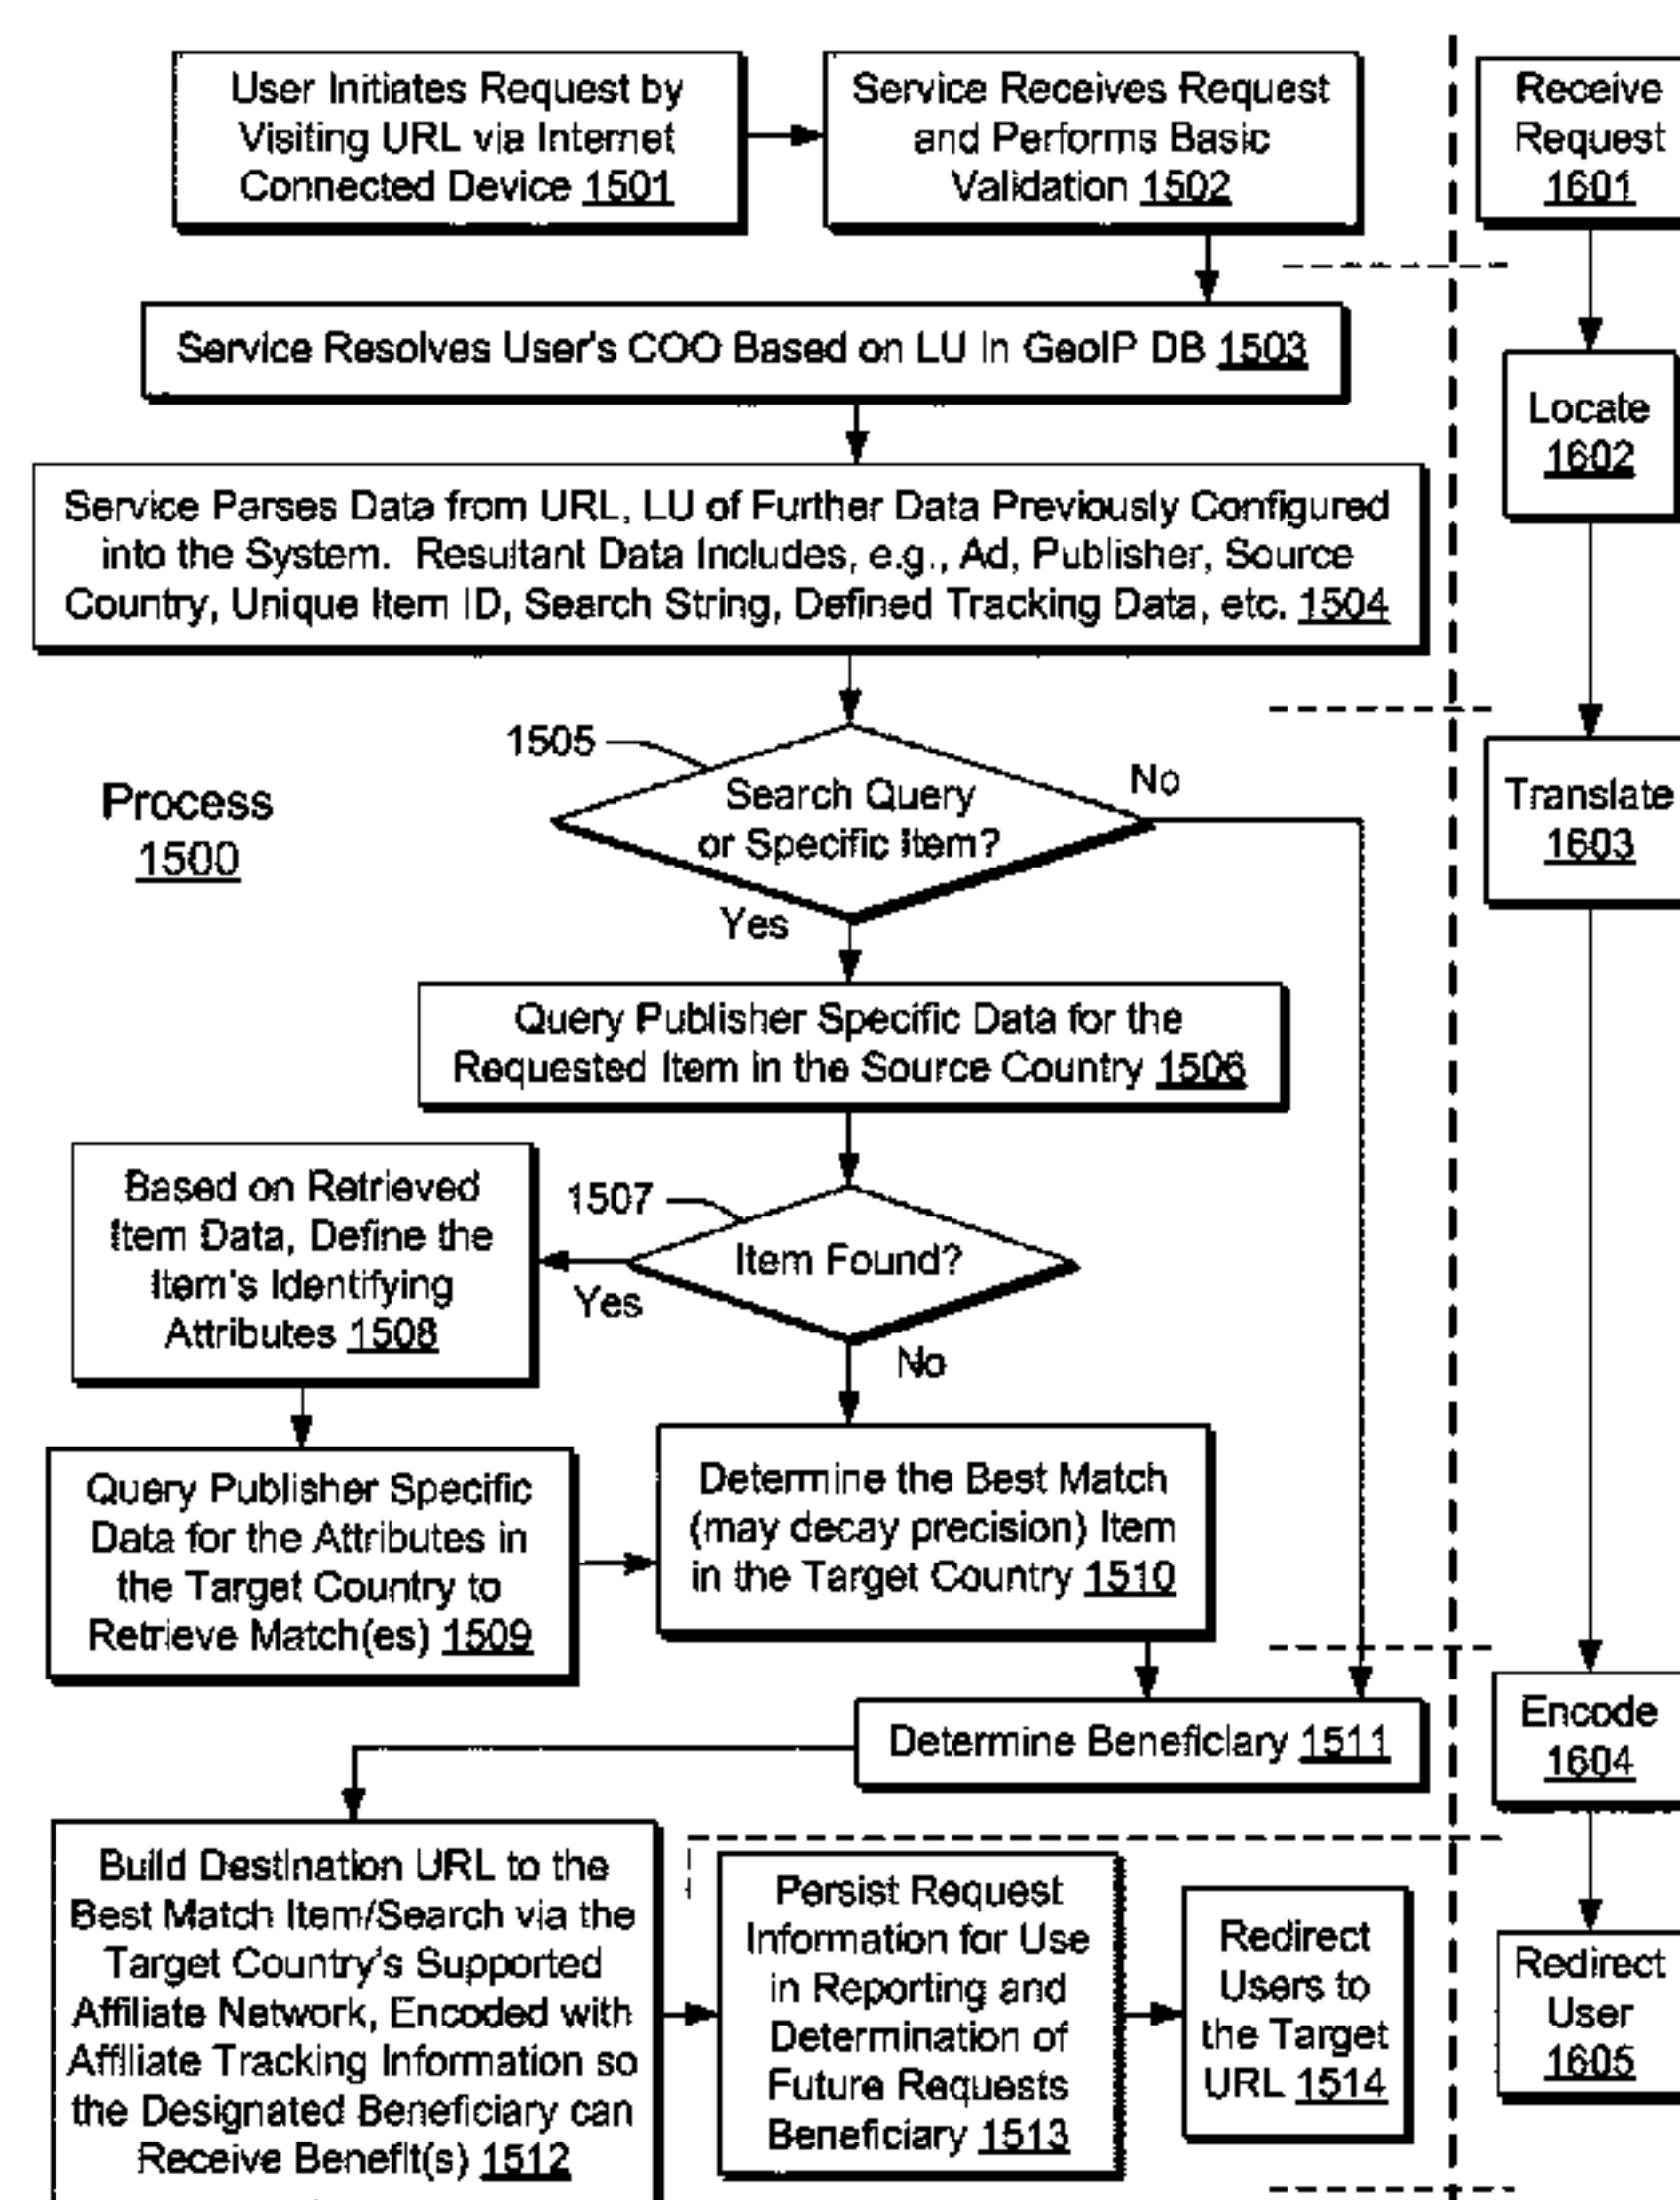 User Initiates Request by
Visiting URL via Internet
Connected Device 1501
Service Receives Request
and Performs Basic
Validation 1502
Service Resolves User's COO Based on LU In GeoIP DB 1503
Service Parses Data from URL, LU of Further Data Previously Configured
into the System. Resultant Data Includes, e.g., Ad, Publisher, Source
Country, Unique Item ID, Search String, Defined Tracking Data, etc. 1504
1505
Search Query
or Specific Item?
No
Yes
Process
1500
Query Publisher Specific Data for the
Requested Item in the Source Country 1506
1507
Item Found?
Yes
No
Based on Retrieved
Item Data, Define the
Item's Identifying
Attributes 1508
Query Publisher Specific
Data for the Attributes in
the Target Country to
Retrieve Match(es) 1509
Determine the Best Match
(may decay precision) Item
in the Target Country 1510
Determine Beneficiary 1511
Build Destination URL to the
Best Match Item/Search via the
Target Country's Supported
Affiliate Network, Encoded with
Affiliate Tracking Information so
the Designated Beneficiary can
Receive Benefit(s) 1512
Persist Request
Information for Use
in Reporting and
Determination of
Future Requests
Beneficiary 1513
Redirect
Users to
the Target
URL 1514
Receive
Request
1601
Locate
1602
Translate
1603
Encode
1604
Redirect
User
1605